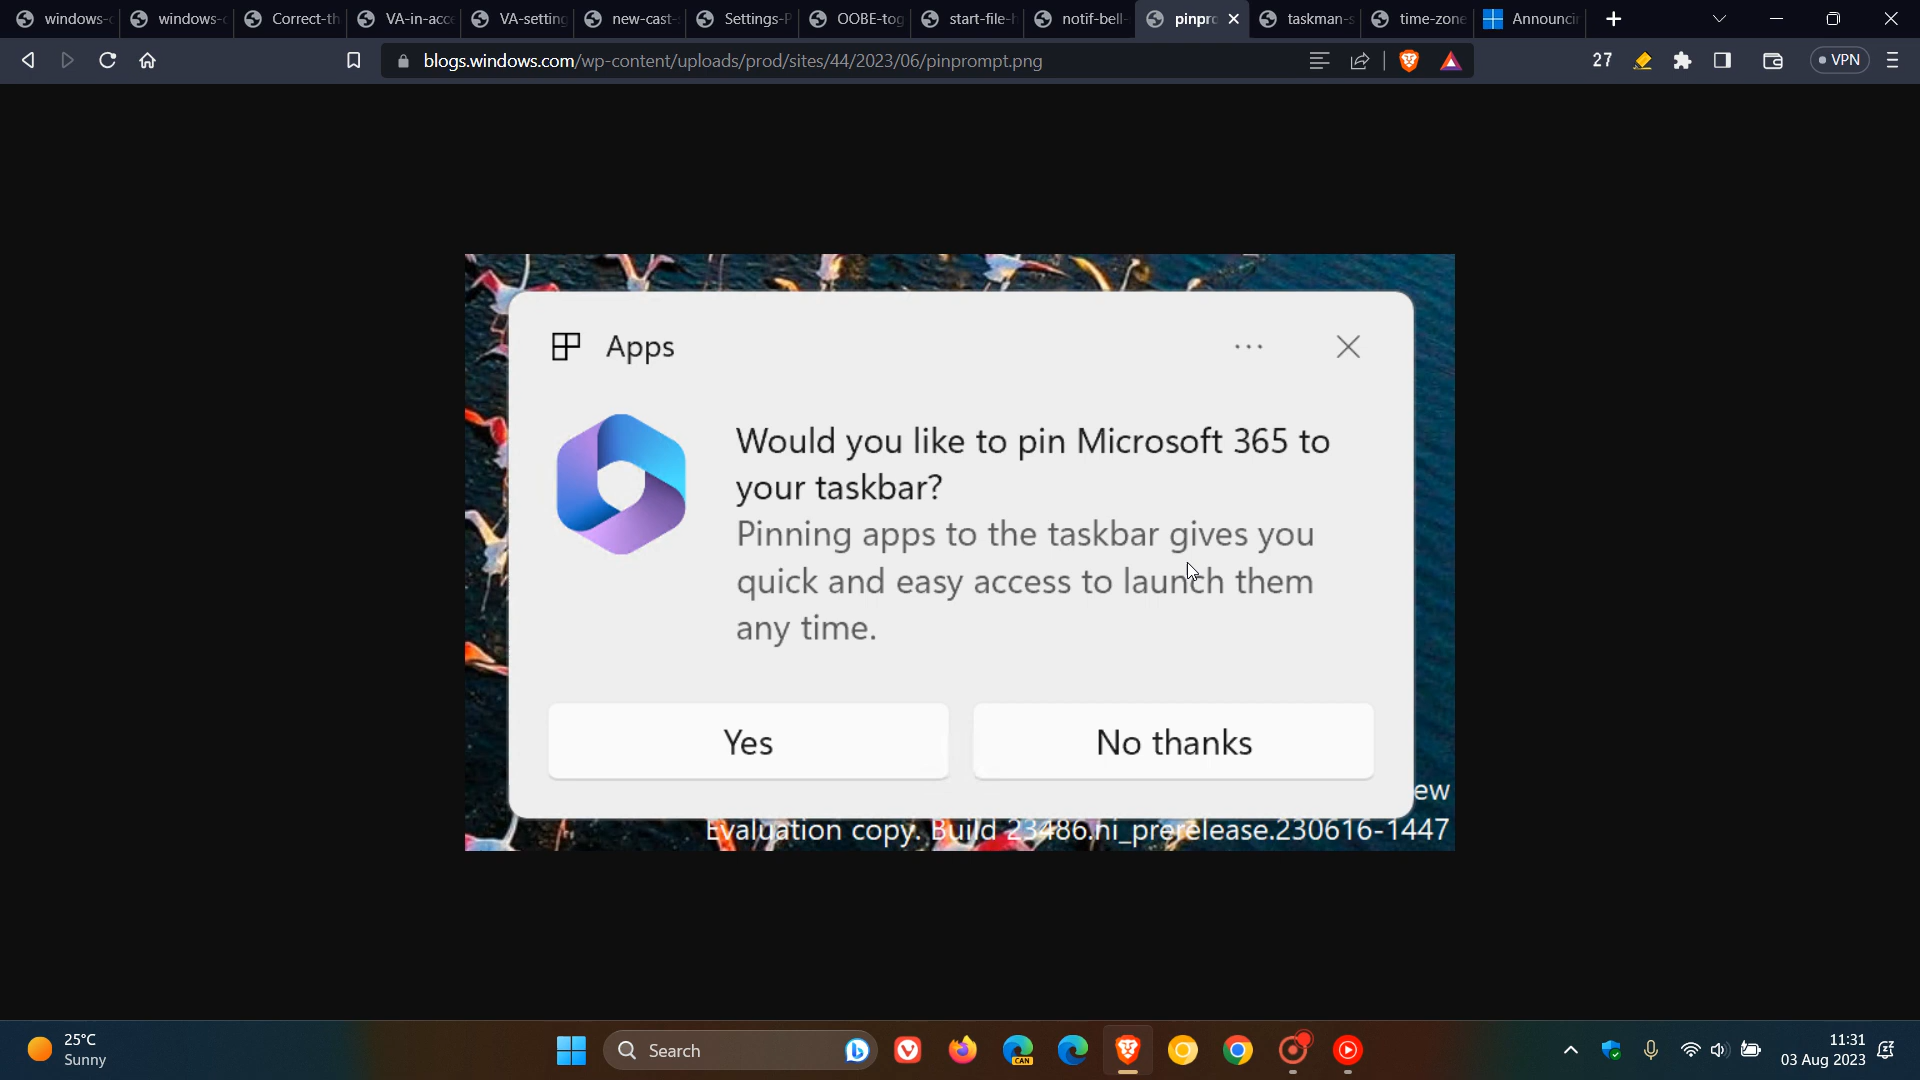 windows-
windows-
Correct-th
VA-in-acce
VA-setting
new-cast-
Settings-P
OOBE-tog
start-file-h
notif-bell-
pinpro
taskman-s
time-zone
Announcin
blogs.windows.com/wp-content/uploads/prod/sites/44/2023/06/pinprompt.png
27
VPN
Apps
Would you like to pin Microsoft 365 to
your taskbar?
Pinning apps to the taskbar gives you
quick and easy access to launch them
any time.
Yes
No thanks
ew
Evaluation copy. Build 23486.ni_prerelease.230616-1447
25°C
Sunny
Search
CAN
11:31
03 Aug 2023